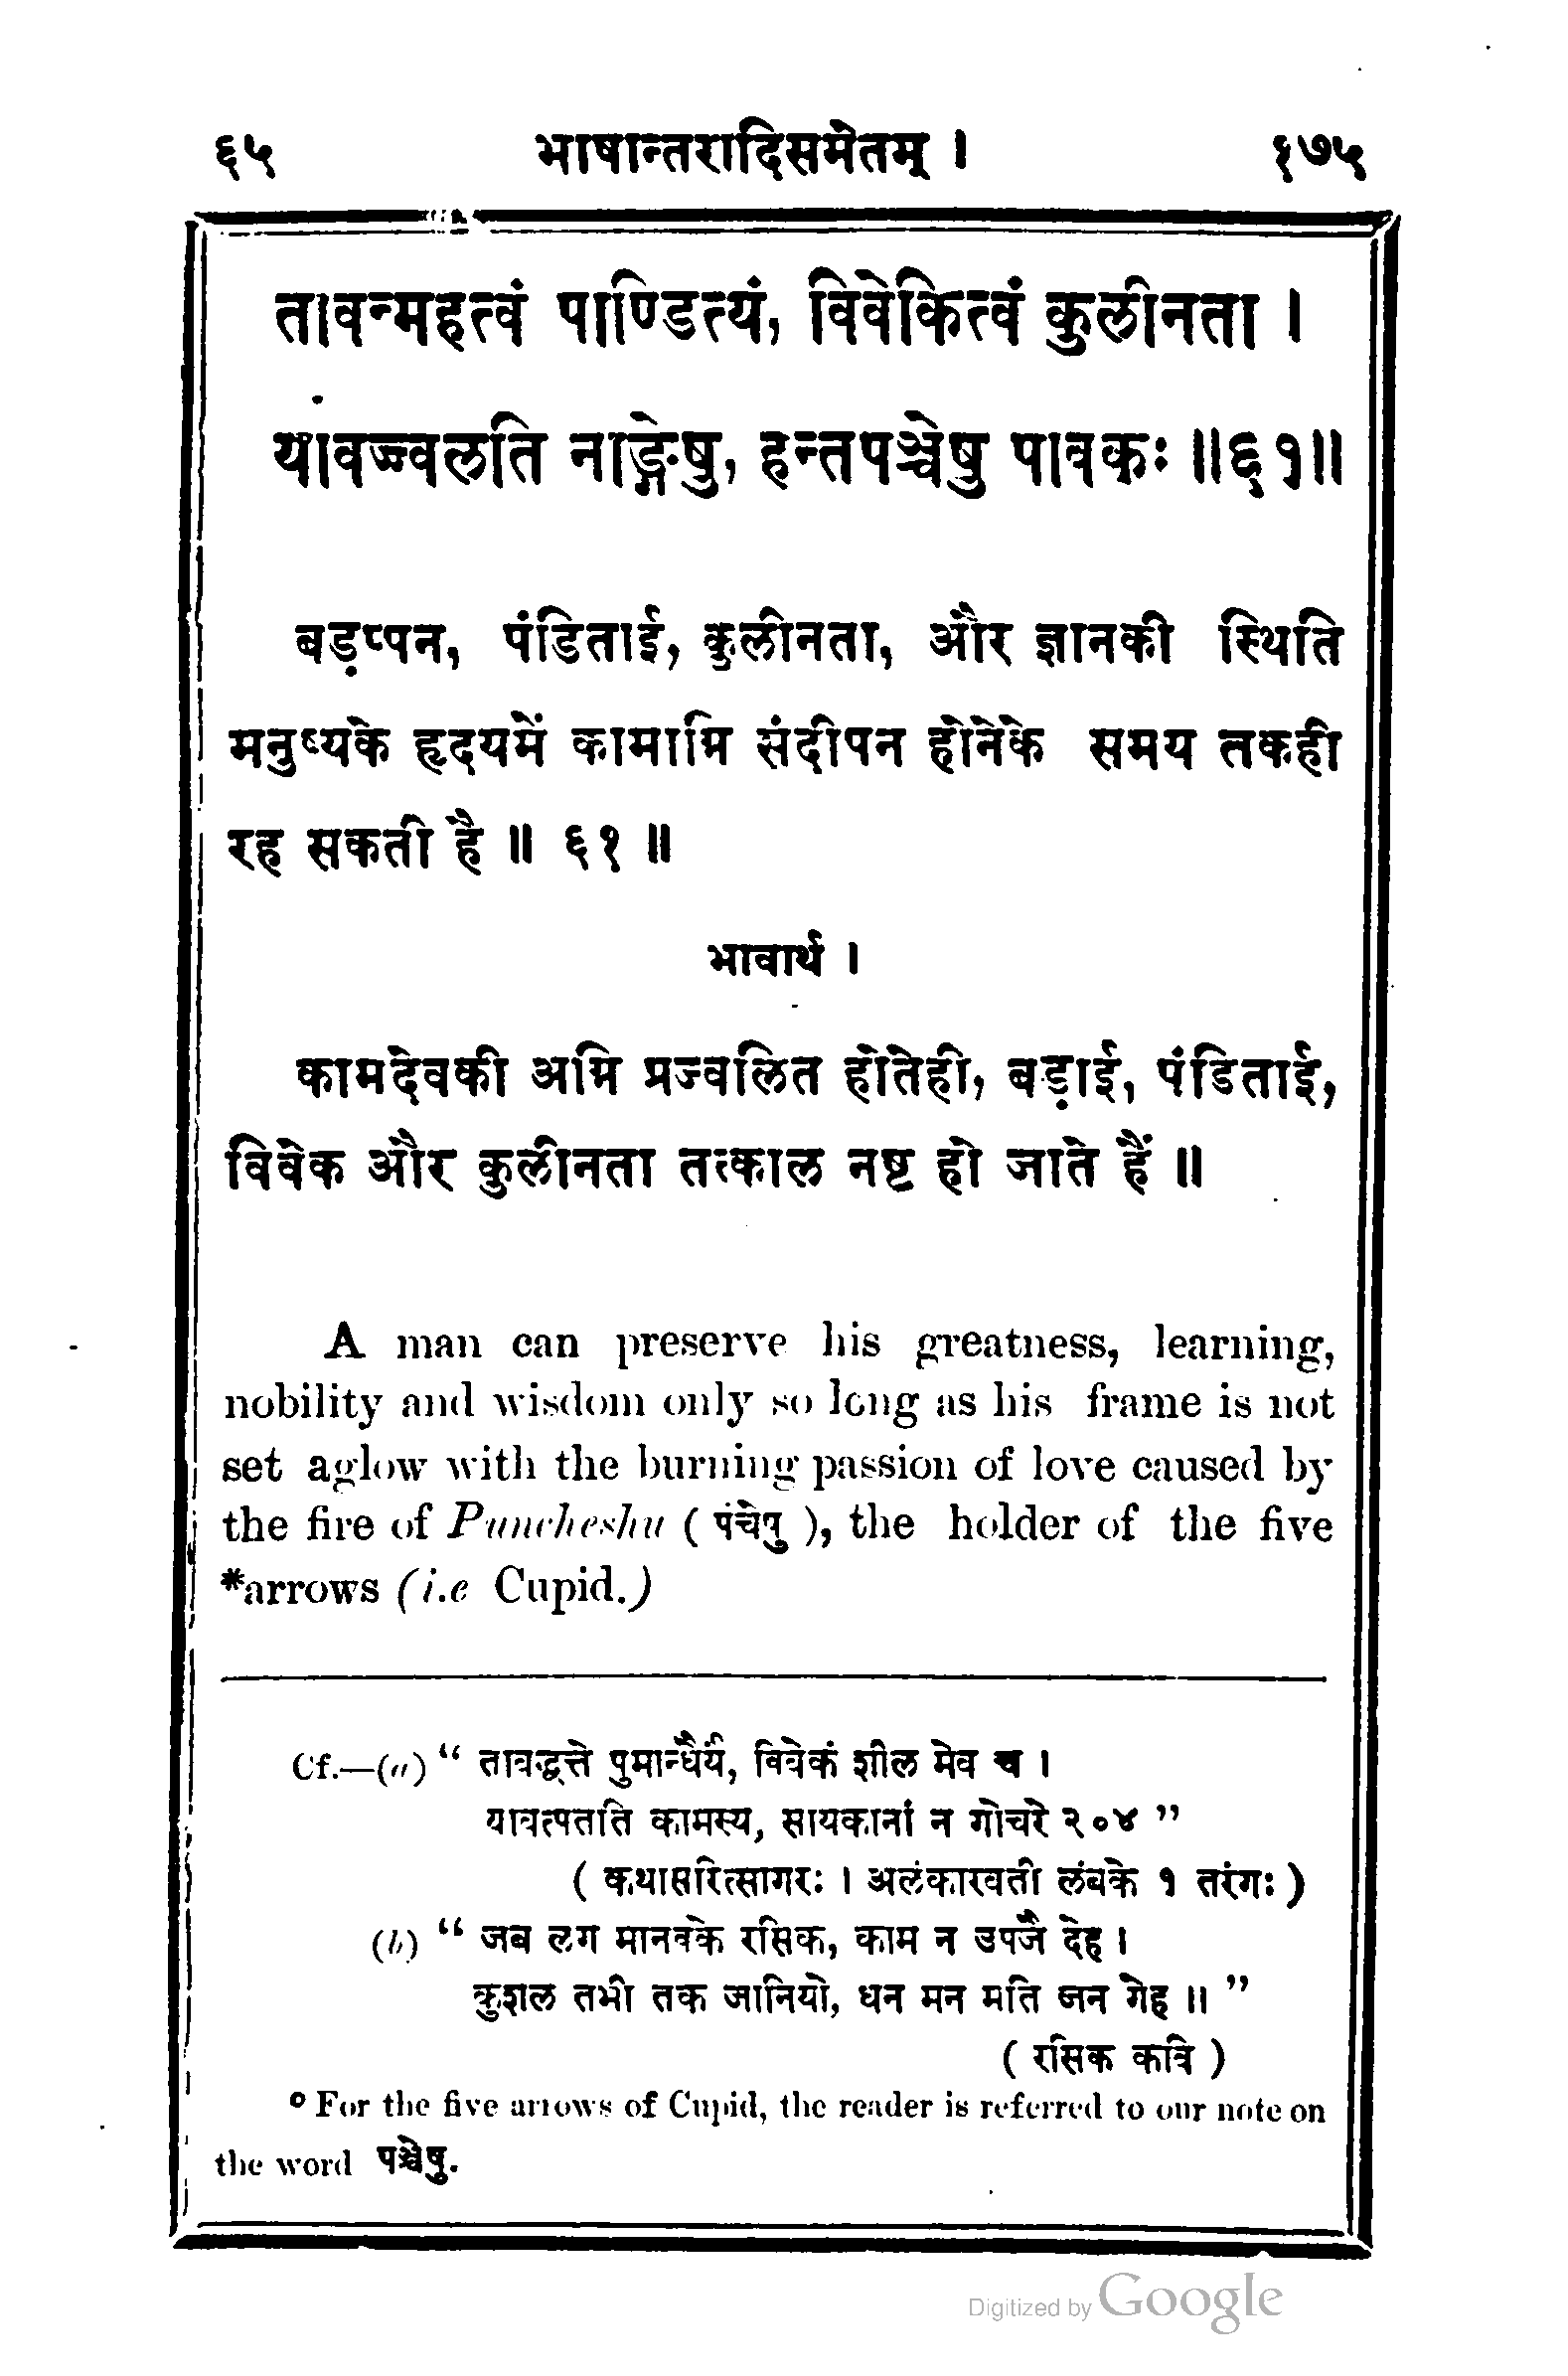 ६५ भाषान्तरादिसमेतम् । १७५
तावन्महत्वं पाण्डित्यं, विवेकित्वं कुलीनता ।
यावज्ज्वलति नाङ्गेषु, हन्तपञ्चेषु पावकः ॥६१॥
बड़प्पन, पंडिताई, कुलीनता, और ज्ञानकी स्थिति
मनुष्यके हृदयमें कामाग्नि संदीपन होनेके समय तकही
रह सकती है ॥ ६१ ॥
भावार्थ ।
कामदेवकी अग्नि प्रज्वलित होतेही, बड़ाई, पंडिताई,
विवेक और कुलीनता तत्काल नष्ट हो जाते हैं ॥
A man can preserve his greatness, learning,
nobility and wisdom only so long as his frame is not
set aglow with the burning passion of love caused by
the fire of Puncheshu ( पंचेषु ), the holder of the five
*arrows (i.e Cupid.)
Cf.—(a) “ तावद्धत्ते पुमान्धैर्यं, विवेकं शील मेव च ।
यावत्पतति कामस्य, सायकानां न गोचरे २०४ ”
( कथासरित्सागरः । अलंकारवती लंबके १ तरंगः )
(b) “ जब लग मानवके रसिक, काम न उपजै देह ।
कुशल तभी तक जानियो, धन मन मति जन गेह ॥ ”
( रसिक कवि )
° For the five arrows of Cupid, the reader is referred to our note on
the word पञ्चेषु.
Digitized by Google